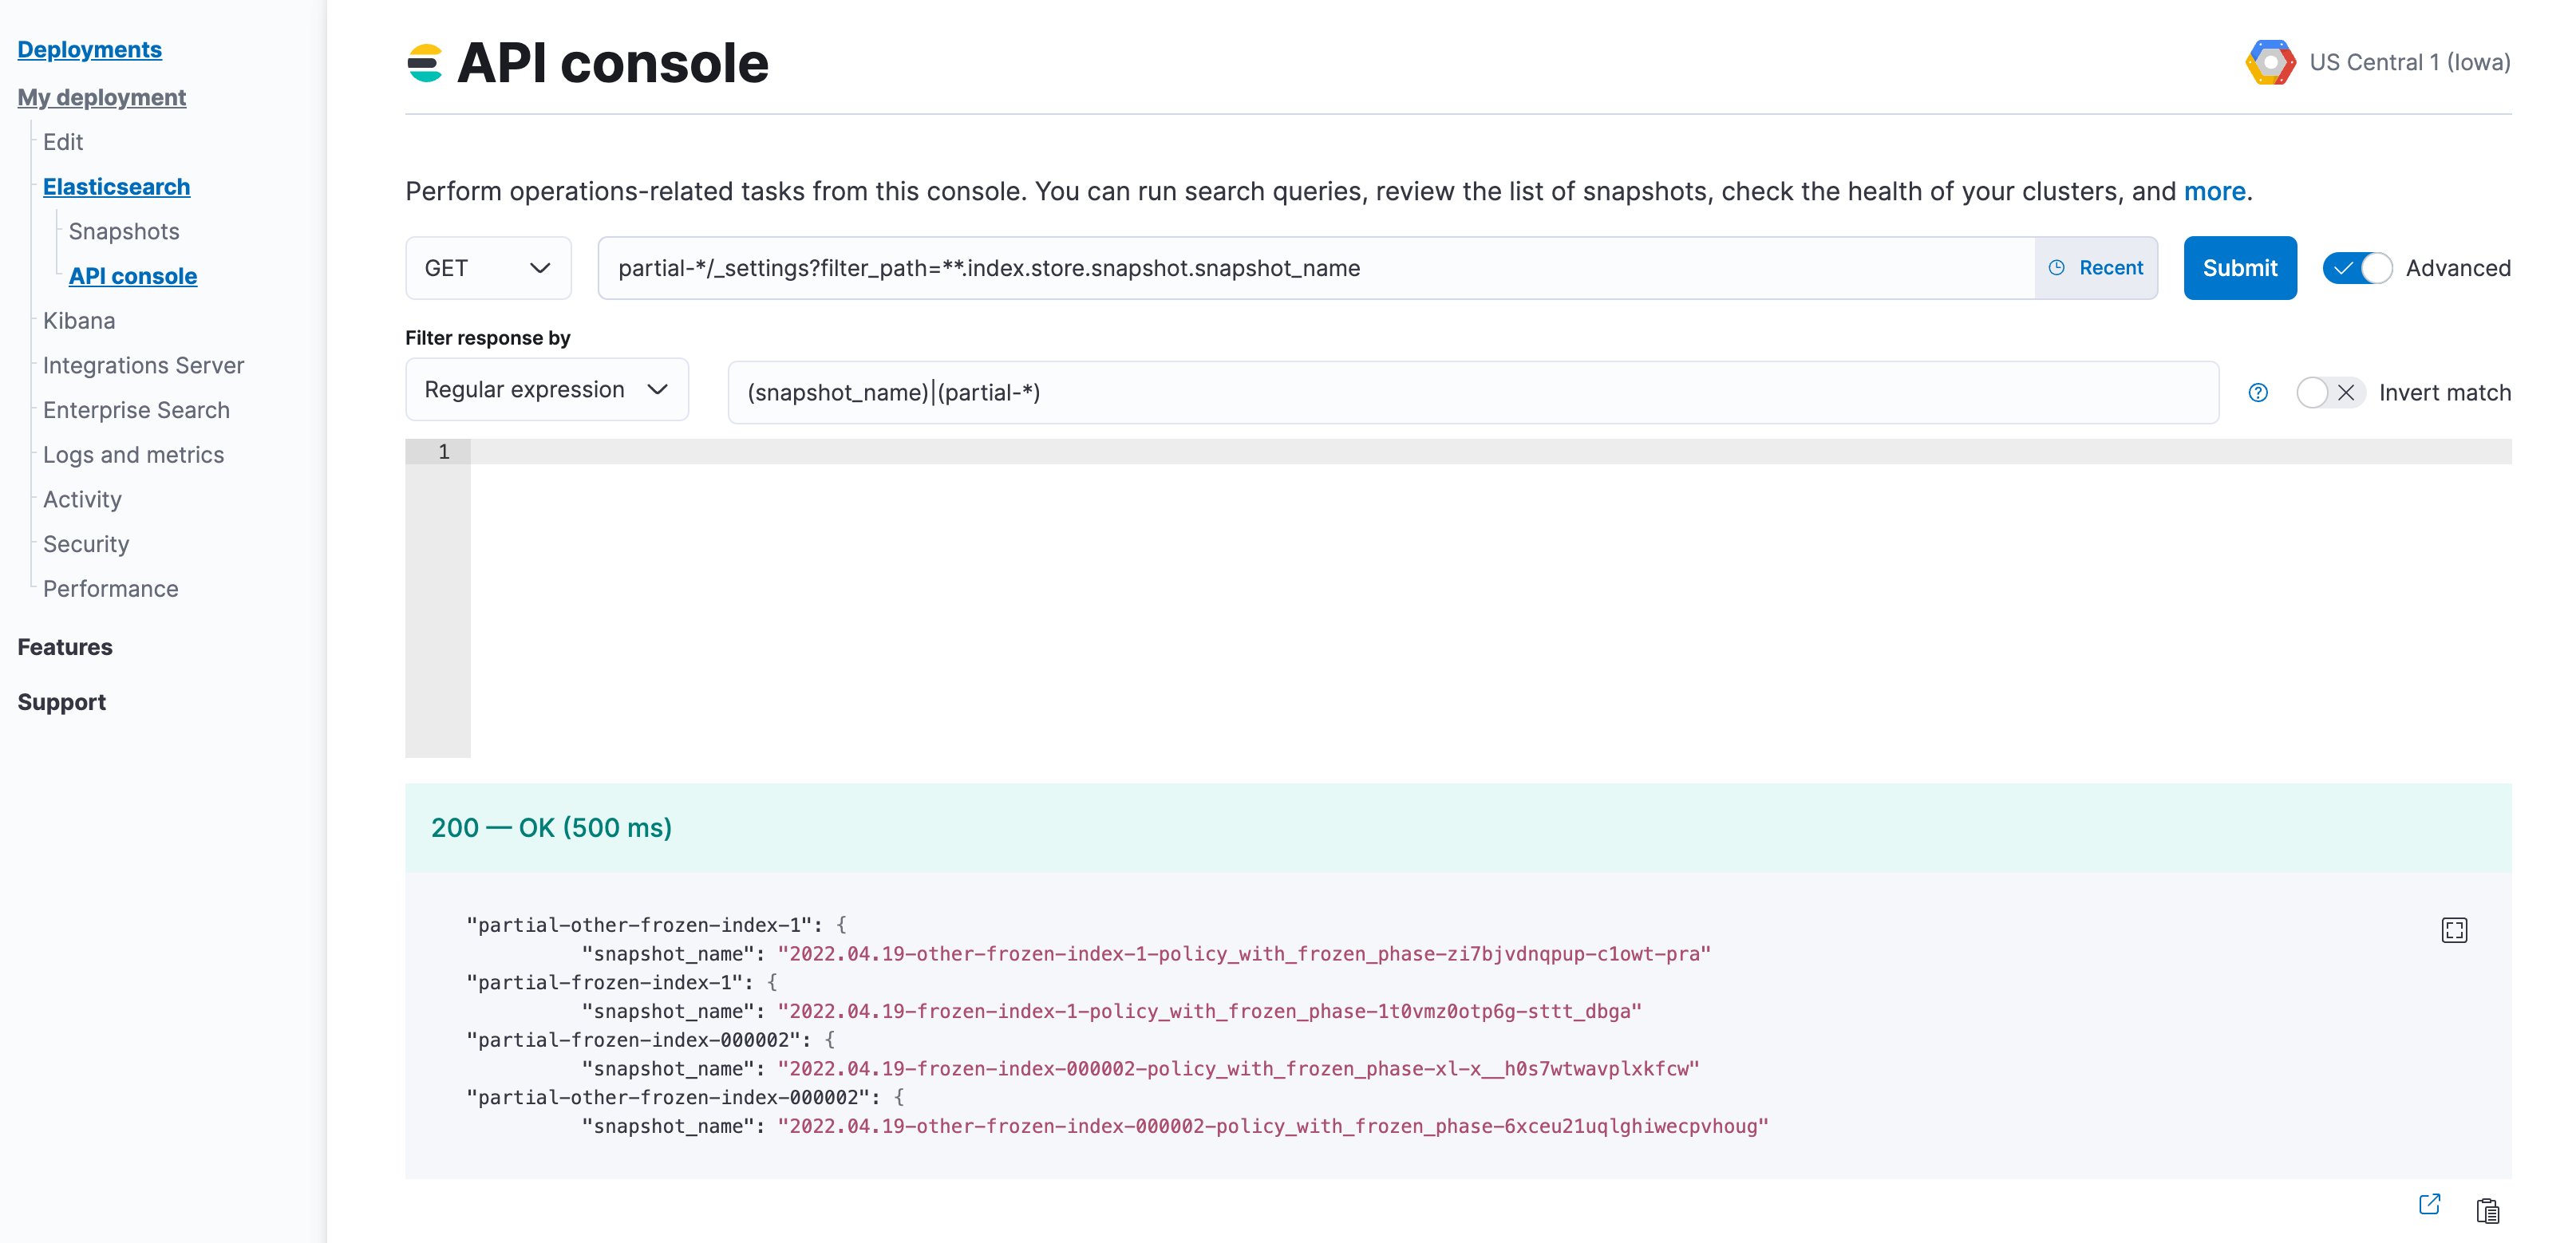 Deployments
My deployment
Edit
Elasticsearch
Snapshots
API console
Kibana
Integrations Server
Enterprise Search
Logs and metrics
Activity
Security
Performance
Features
Support
API console
US Central 1 (Iowa)
Perform operations-related tasks from this console. You can run search queries, review the list of snapshots, check the health of your clusters, and more.
GET partial-*/_settings?filter_path=**.index.store.snapshot.snapshot_name Recent Submit Advanced
Filter response by
Regular expression (snapshot_name)|(partial-*) Invert match
1
200 — OK (500 ms)
"partial-other-frozen-index-1": {
"snapshot_name": "2022.04.19-other-frozen-index-1-policy_with_frozen_phase-zi7bjvdnqpup-c1owt-pra"
"partial-frozen-index-1": {
"snapshot_name": "2022.04.19-frozen-index-1-policy_with_frozen_phase-1t0vmz0otp6g-sttt_dbga"
"partial-frozen-index-000002": {
"snapshot_name": "2022.04.19-frozen-index-000002-policy_with_frozen_phase-xl-x__h0s7wtwavplxkfcw"
"partial-other-frozen-index-000002": {
"snapshot_name": "2022.04.19-other-frozen-index-000002-policy_with_frozen_phase-6xceu21uqlghiwecpvhoug"